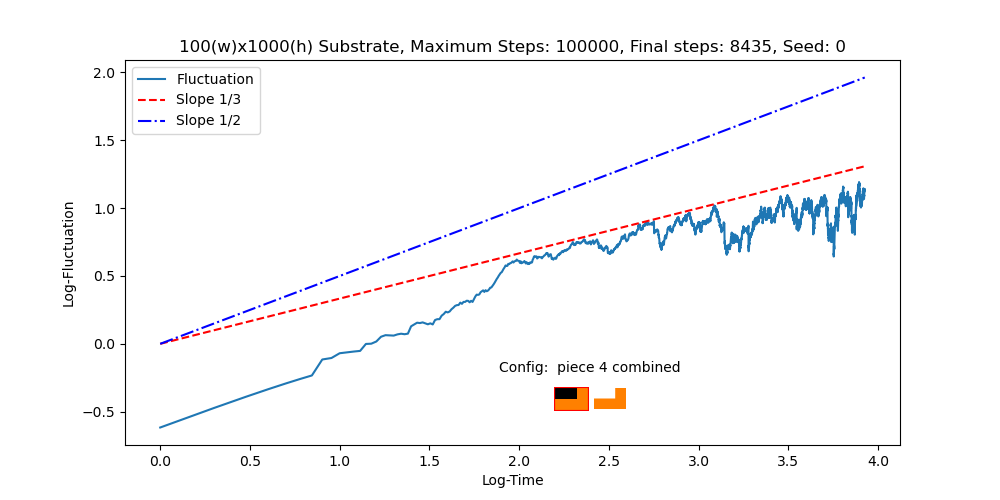 100(w)x1000(h) Substrate, Maximum Steps: 100000, Final steps: 8435, Seed: 0
Fluctuation
Slope 1/3
Slope 1/2
2.0
1.5
1.0
0.5
0.0
−0.5
Log-Fluctuation
Config:  piece 4 combined
0.0 0.5 1.0 1.5 2.0 2.5 3.0 3.5 4.0
Log-Time